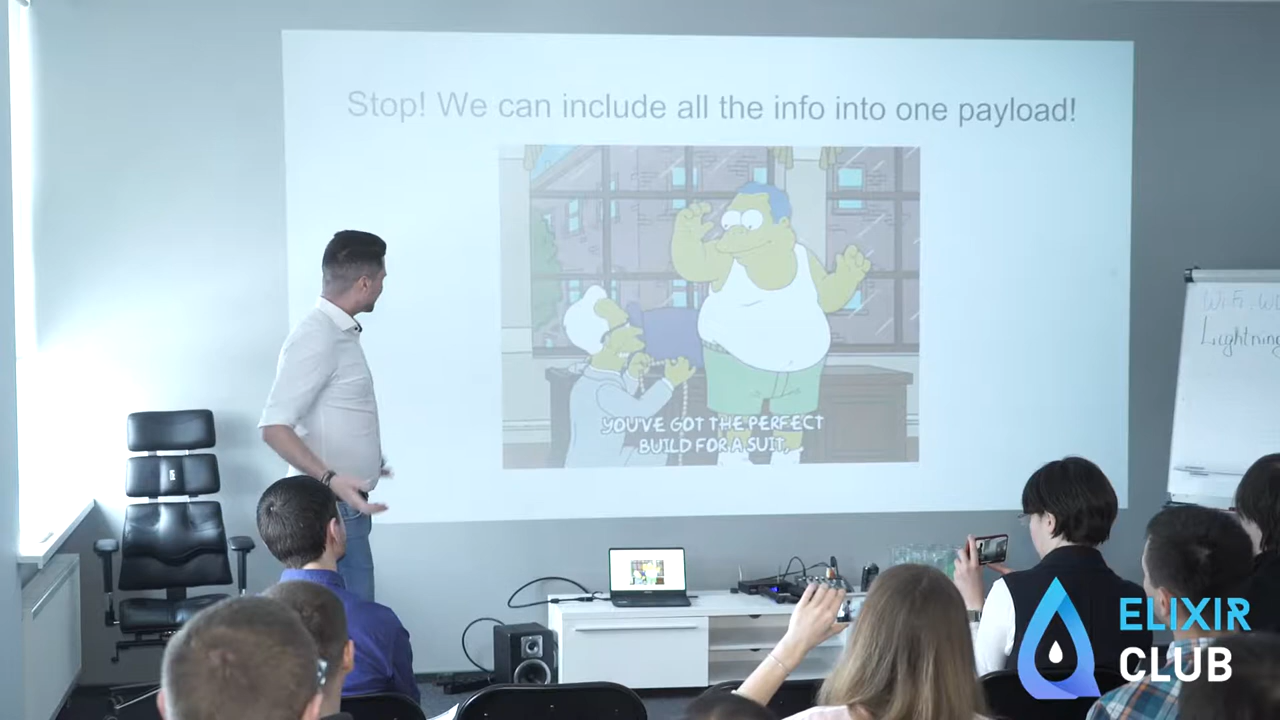 Stop! We can include all the info into one payload!
YOU'VE GOT THE PERFECT
BUILD FOR A SUIT,
Lightning
ELIXIR
CLUB